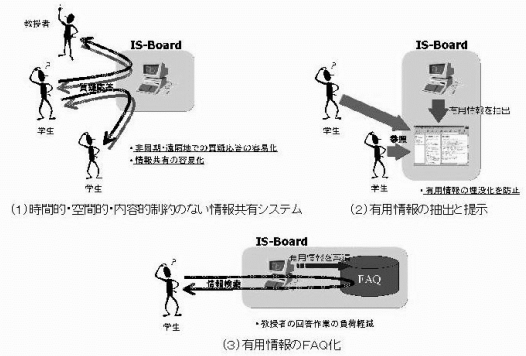 教授者
IS-Board
質疑応答
学生
学生
・非同期・遠隔地での質疑応答の容易化
・情報共有の容易化
(1)時間的・空間的・内容的制約のない情報共有システム
IS-Board
有用情報を抽出
学生
参照
学生
・有用情報の埋没化を防止
(2)有用情報の抽出と提示
IS-Board
有用情報を
情報検索
FAQ
学生
・教授者の回答作業の負荷軽減
(3)有用情報のFAQ化